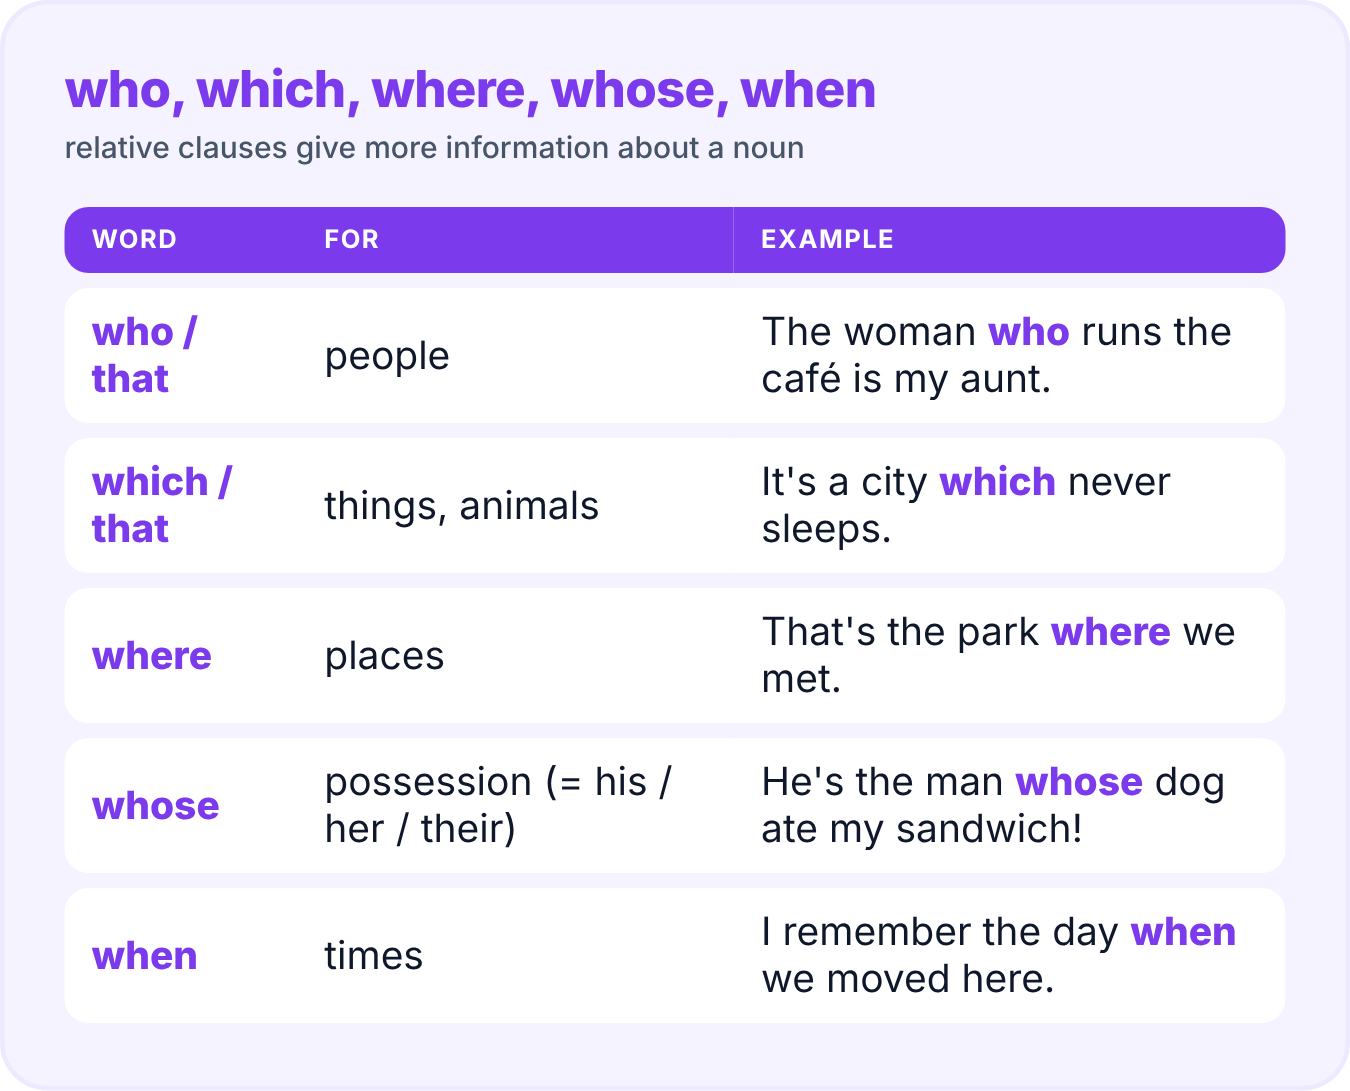 who, which, where, whose, when
relative clauses give more information about a noun
WORD FOR EXAMPLE
who /
that
people
The woman who runs the
café is my aunt.
which /
that
things, animals
It's a city which never
sleeps.
where
places
That's the park where we
met.
whose
possession (= his /
her / their)
He's the man whose dog
ate my sandwich!
when
times
I remember the day when
we moved here.